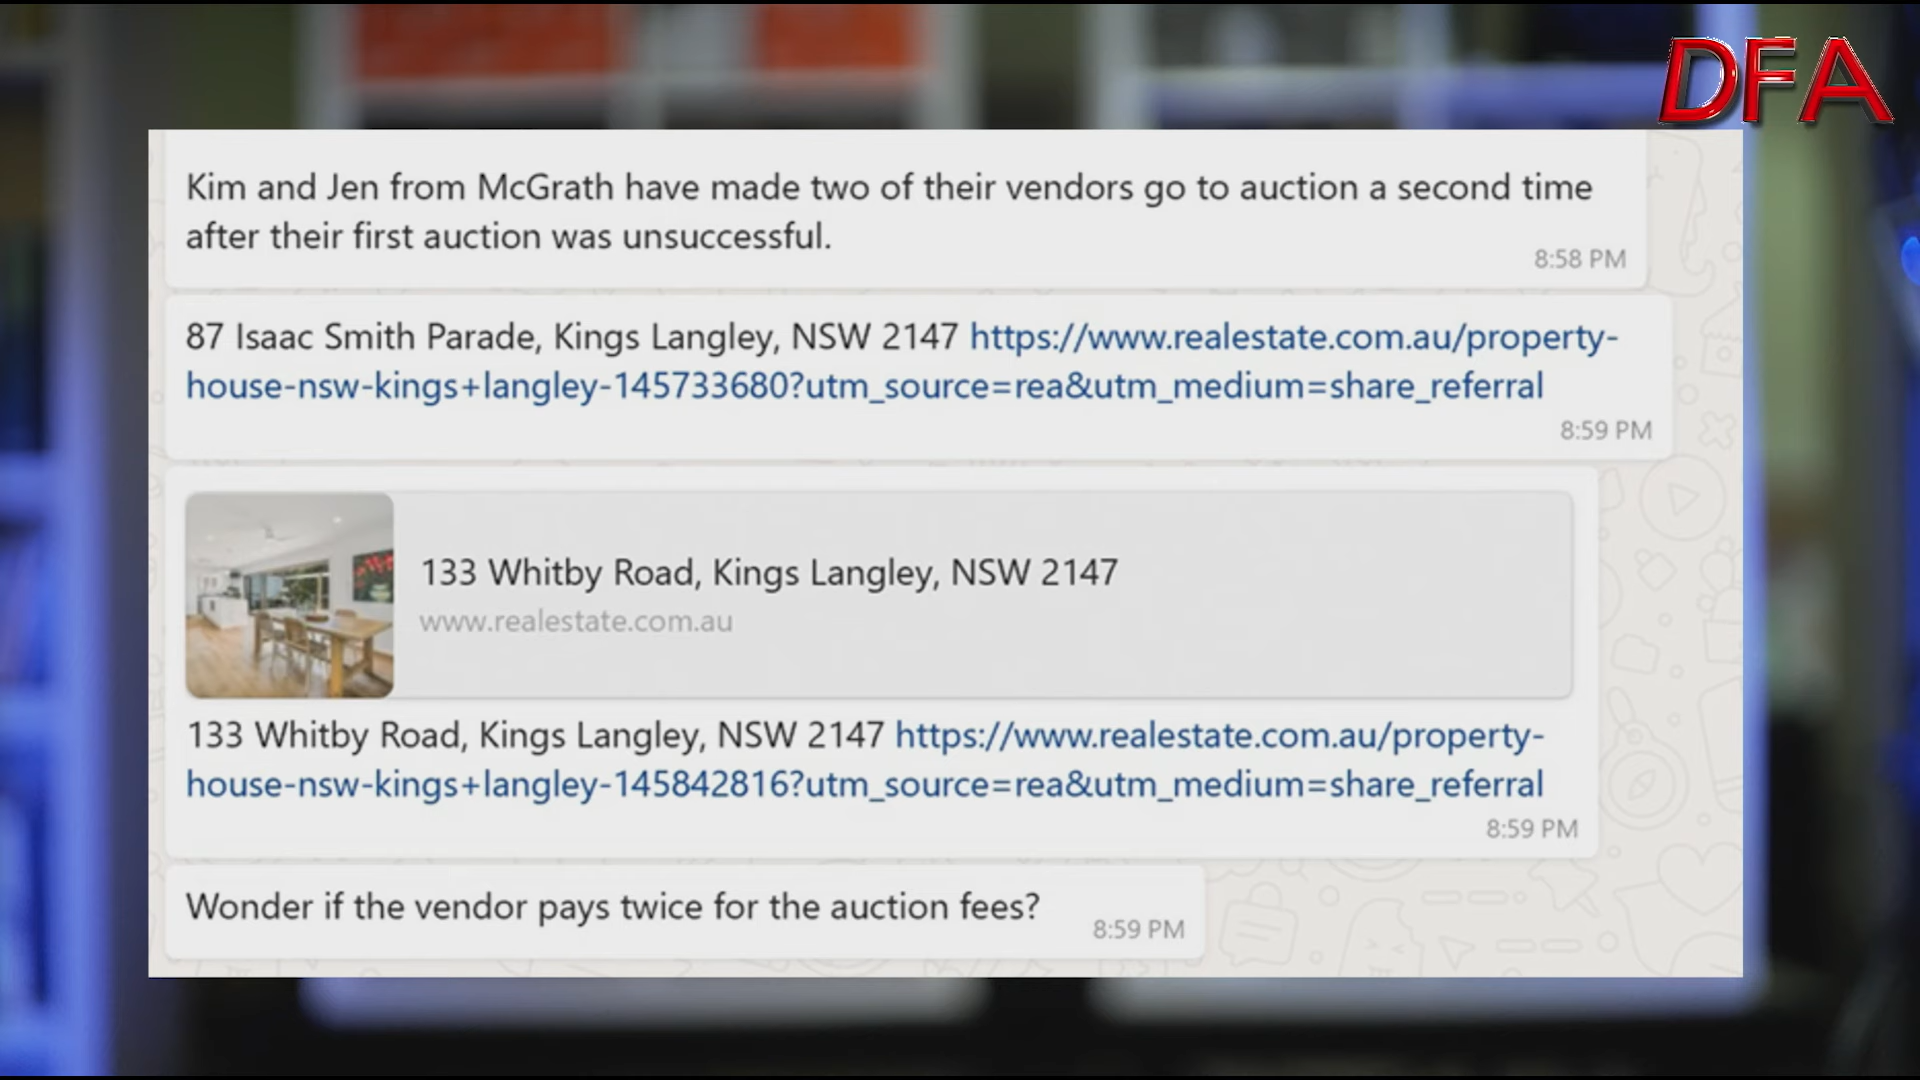 DFA
Kim and Jen from McGrath have made two of their vendors go to auction a second time
after their first auction was unsuccessful.
8:58 PM
87 Isaac Smith Parade, Kings Langley, NSW 2147 https://www.realestate.com.au/property-
house-nsw-kings+langley-145733680?utm_source=rea&utm_medium=share_referral
8:59 PM
133 Whitby Road, Kings Langley, NSW 2147
www.realestate.com.au
133 Whitby Road, Kings Langley, NSW 2147 https://www.realestate.com.au/property-
house-nsw-kings+langley-145842816?utm_source=rea&utm_medium=share_referral
8:59 PM
Wonder if the vendor pays twice for the auction fees?
8:59 PM